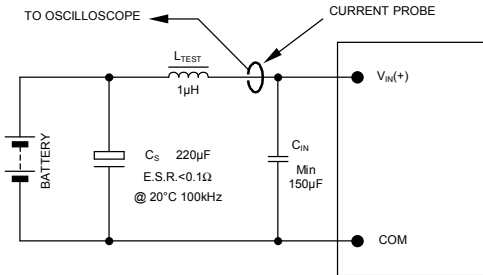 TO OSCILLOSCOPE
CURRENT PROBE
LTEST
1µH
VIN(+)
BATTERY
CS 220µF
E.S.R.<0.1Ω
@ 20°C 100kHz
CIN
Min
150µF
COM